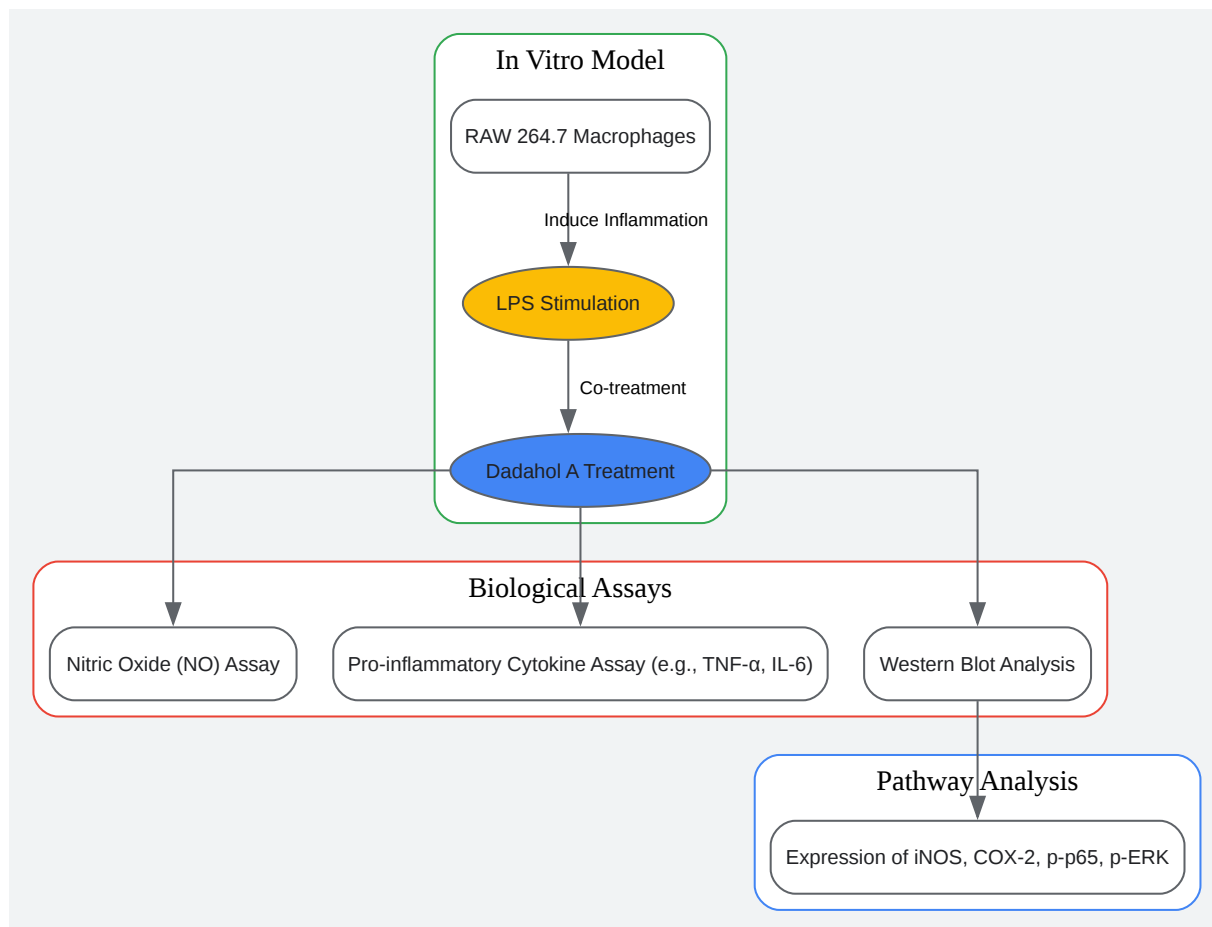 In Vitro Model
RAW 264.7 Macrophages
Induce Inflammation
LPS Stimulation
Co-treatment
Dadahol A Treatment
Biological Assays
Nitric Oxide (NO) Assay
Pro-inflammatory Cytokine Assay (e.g., TNF-α, IL-6)
Western Blot Analysis
Pathway Analysis
Expression of iNOS, COX-2, p-p65, p-ERK